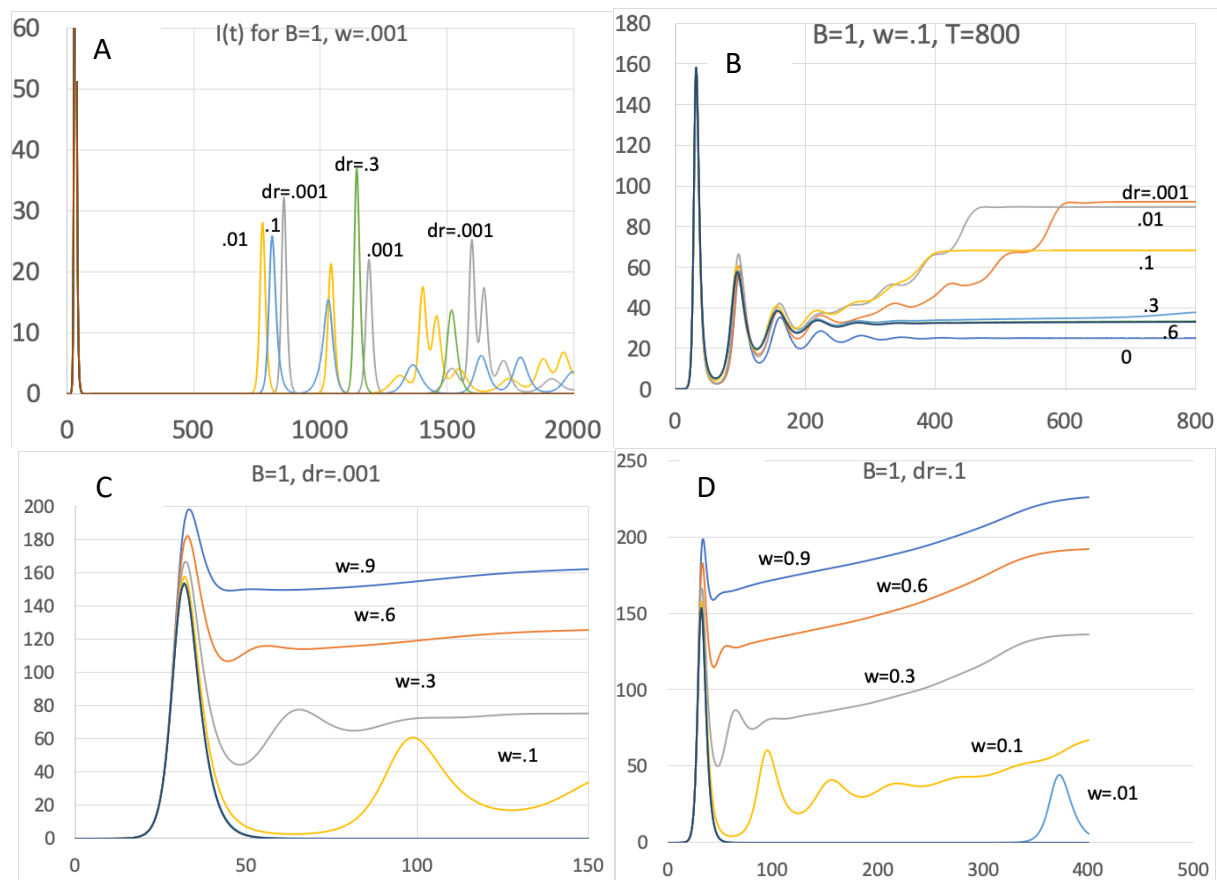 A
I(t) for B=1, w=.001
60
50
40
30
20
10
0
dr=.3
dr=.001
.01
.1
.001
dr=.001
0 500 1000 1500 2000
B
B=1, w=.1, T=800
180
160
140
120
100
80
60
40
20
0
dr=.001
.01
.1
.3
.6
0
0 200 400 600 800
C
B=1, dr=.001
200
180
160
140
120
100
80
60
40
20
0
w=.9
w=.6
w=.3
w=.1
0 50 100 150
D
B=1, dr=.1
250
200
150
100
50
0
w=0.9
w=0.6
w=0.3
w=0.1
w=.01
0 100 200 300 400 500